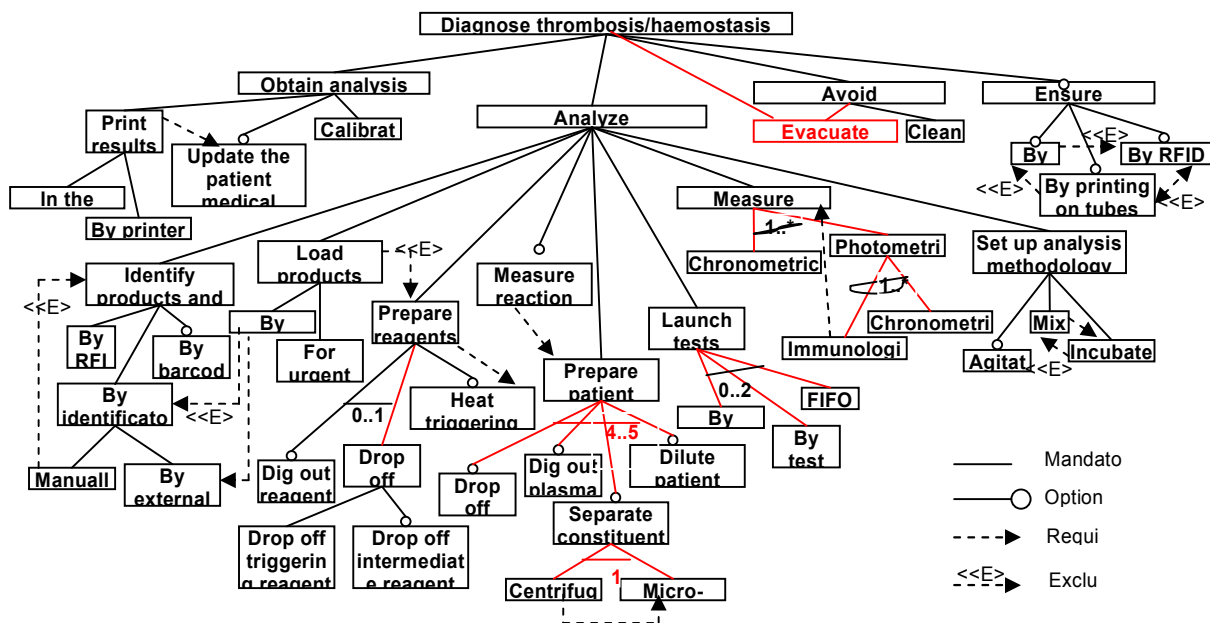 Diagnose thrombosis/haemostasis
Obtain analysis
Avoid
Ensure
Print
results
Calibrat
Analyze
Evacuate
Clean
Update the
patient
medical
By
<<E>
By RFID
In the
<<E>
By printing
on tubes
<<E>
By printer
Measure
1..*
Photometri
Set up analysis
methodology
Identify
products and
Load
products
<<E>
Chronometric
Measure
reaction
<<E>
1..*
By
RFI
By
barcod
By
Prepare
reagents
Launch
tests
Chronometri
Mix
For
urgent
Immunologi
Agitat
<<E>
Incubate
By
identificato
<<E>
Heat
triggering
Prepare
patient
0..2
FIFO
0..1
By
4..5
By
test
Manuall
By
external
Dig out
reagent
Drop
off
Drop
off
Dig out
plasma
Dilute
patient
Mandato
Option
Separate
constituent
Drop off
triggerin
g reagent
Drop off
intermediat
e reagent
Requi
1
Centrifug
Micro-
<<E>
Exclu